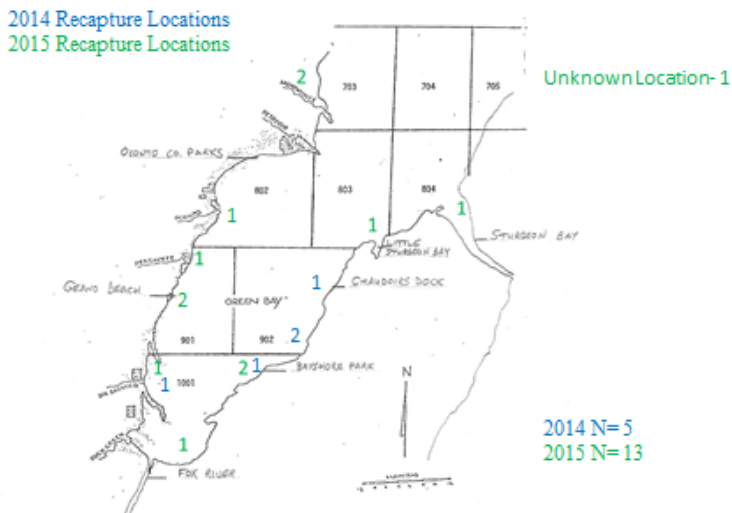 2014 Recapture Locations
2015 Recapture Locations
2
703
704
705
Unknown Location- 1
OCONTO CO. PARKS
802
803
804
1
1
1
STURGEON BAY
LITTLE
STURGEON BAY
1
GRAND BEACH
2
GREEN BAY
1
CHAUDOIRS DOCK
901
902
2
1
1
1001
2
1
BAYSHORE PARK
N
1
FOX RIVER
2014 N= 5
2015 N= 13